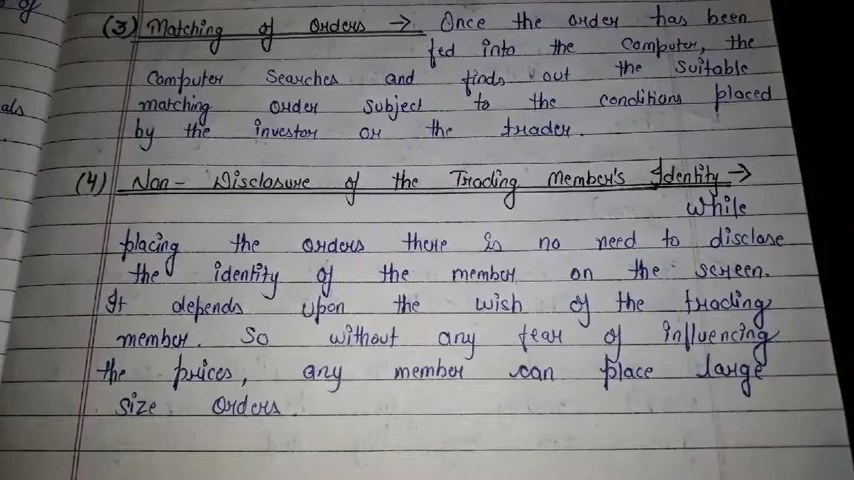 of
als
(3) Matching of Orders → Once the order has been
fed into the computer, the
computer searches and finds out the suitable
matching order subject to the conditions placed
by the investor or the trader.
(4) Non- Disclosure of the Trading Member's Identity →
while
placing the orders there is no need to disclose
the identity of the member on the screen.
It depends upon the wish of the trading
member. So without any fear of influencing
the prices, any member can place large
size orders.